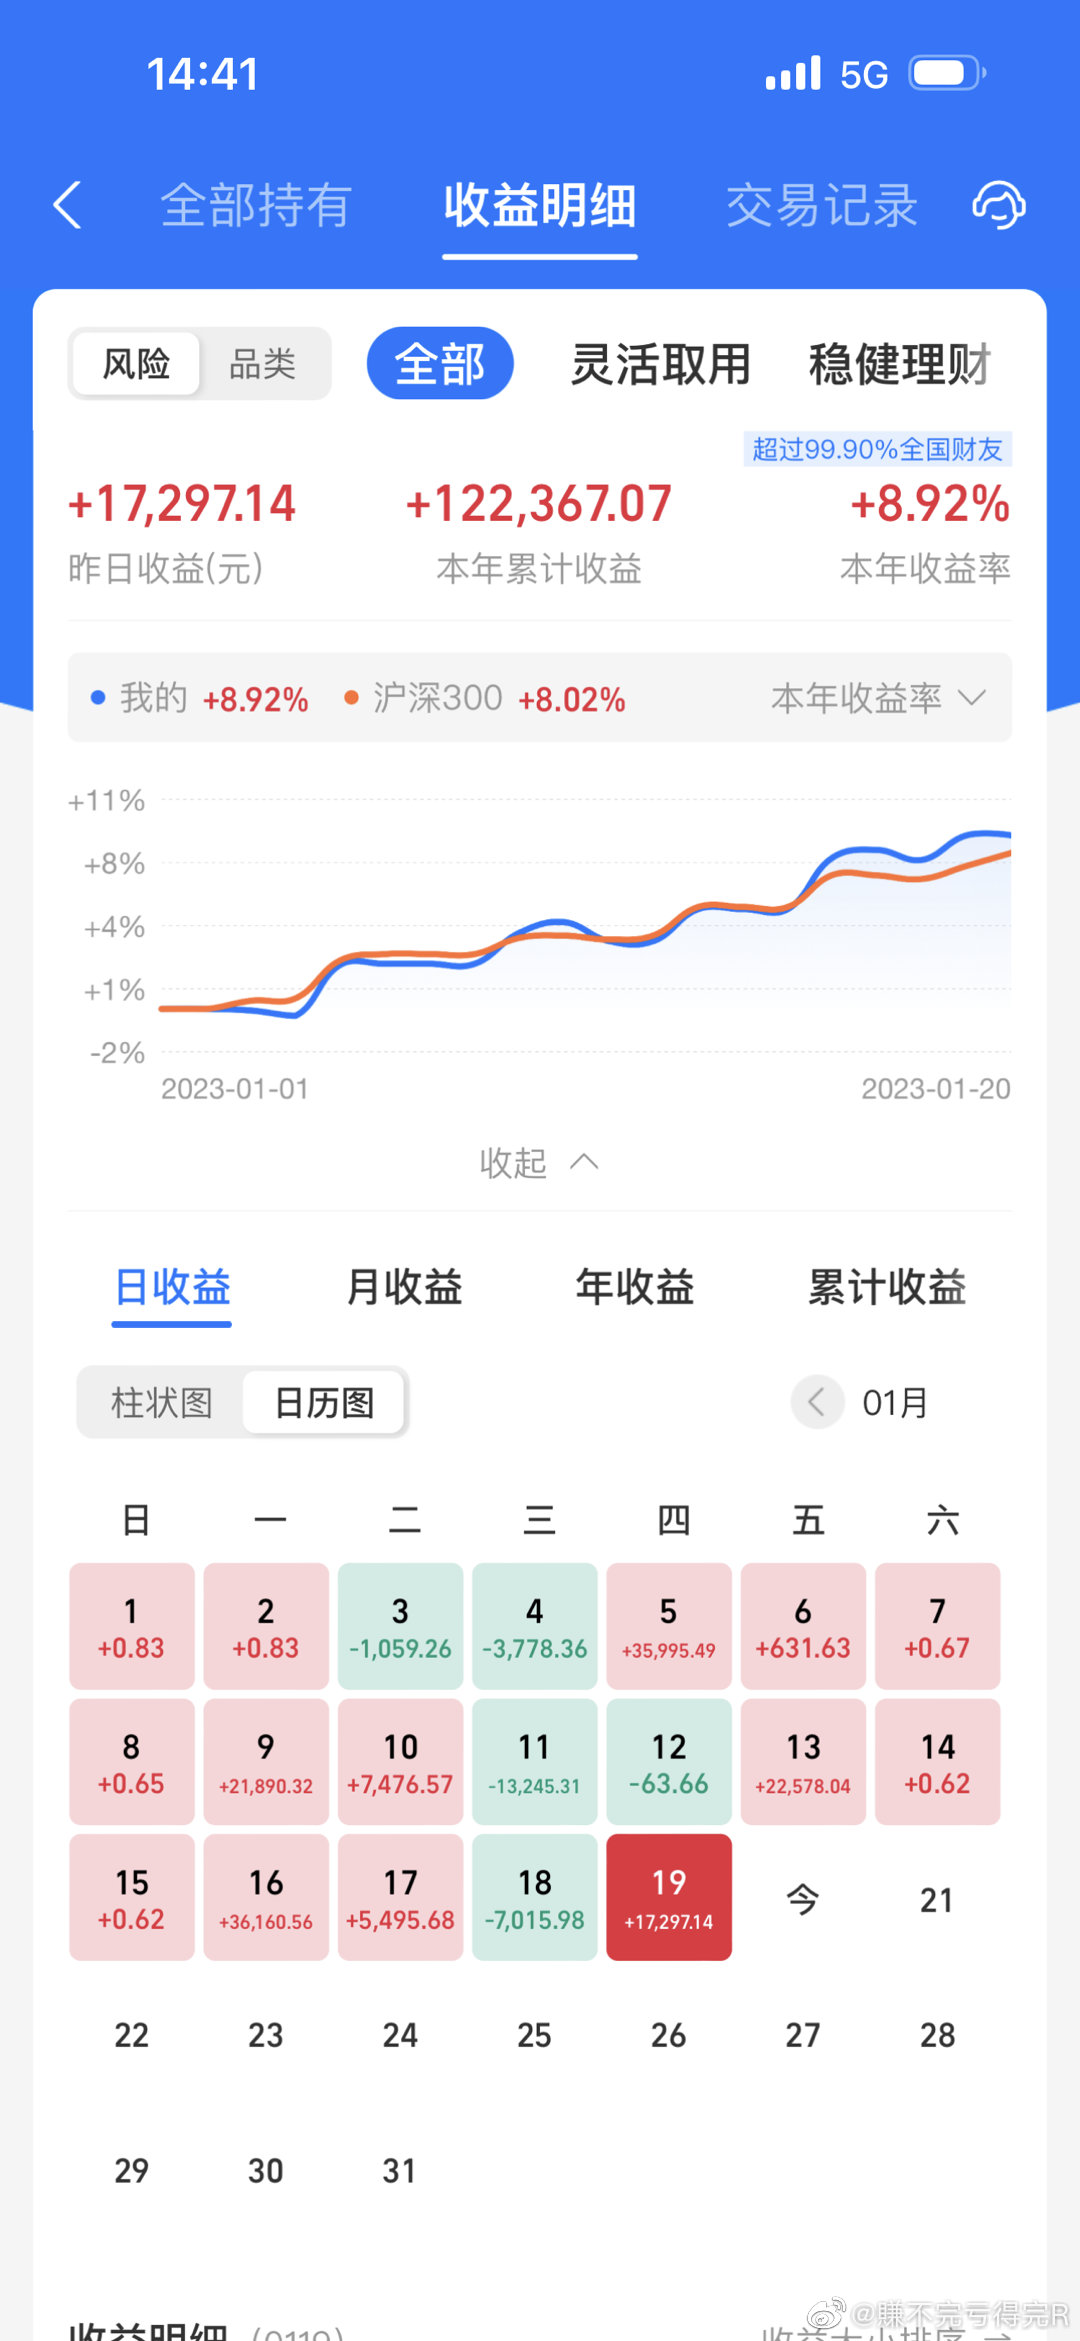 14:41 5G
全部持有 收益明细 交易记录
风险 品类 全部 灵活取用 稳健理财
超过99.90%全国财友
+17,297.14 +122,367.07 +8.92%
昨日收益(元) 本年累计收益 本年收益率
我的 +8.92% 沪深300 +8.02% 本年收益率
+11%
+8%
+4%
+1%
-2%
2023-01-01 2023-01-20
收起
日收益 月收益 年收益 累计收益
柱状图 日历图 01月
日 一 二 三 四 五 六
1 2 3 4 5 6 7
+0.83 +0.83 -1,059.26 -3,778.36 +35,995.49 +631.63 +0.67
8 9 10 11 12 13 14
+0.65 +21,890.32 +7,476.57 -13,245.31 -63.66 +22,578.04 +0.62
15 16 17 18 19 今 21
+0.62 +36,160.56 +5,495.68 -7,015.98 +17,297.14
22 23 24 25 26 27 28
29 30 31
收益明细 (0119) 收益大小排序
@赚不完亏得完R